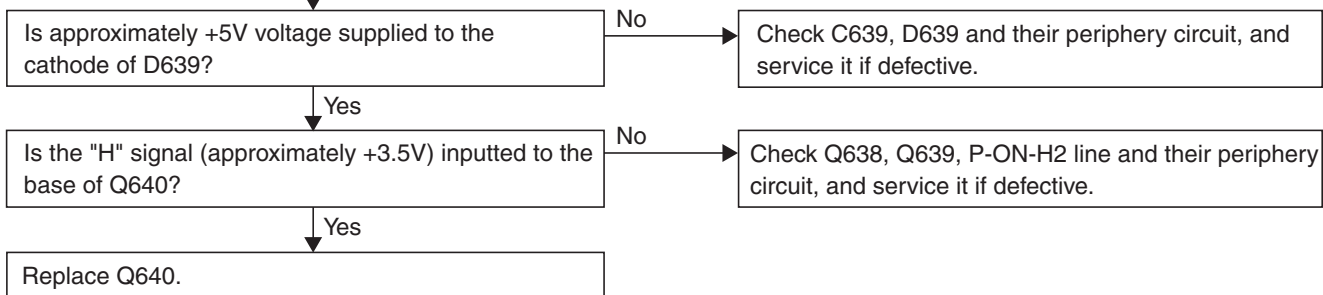 Is approximately +5V voltage supplied to the
cathode of D639?
No
Check C639, D639 and their periphery circuit, and
service it if defective.
Yes
Is the "H" signal (approximately +3.5V) inputted to the
base of Q640?
No
Check Q638, Q639, P-ON-H2 line and their periphery
circuit, and service it if defective.
Yes
Replace Q640.